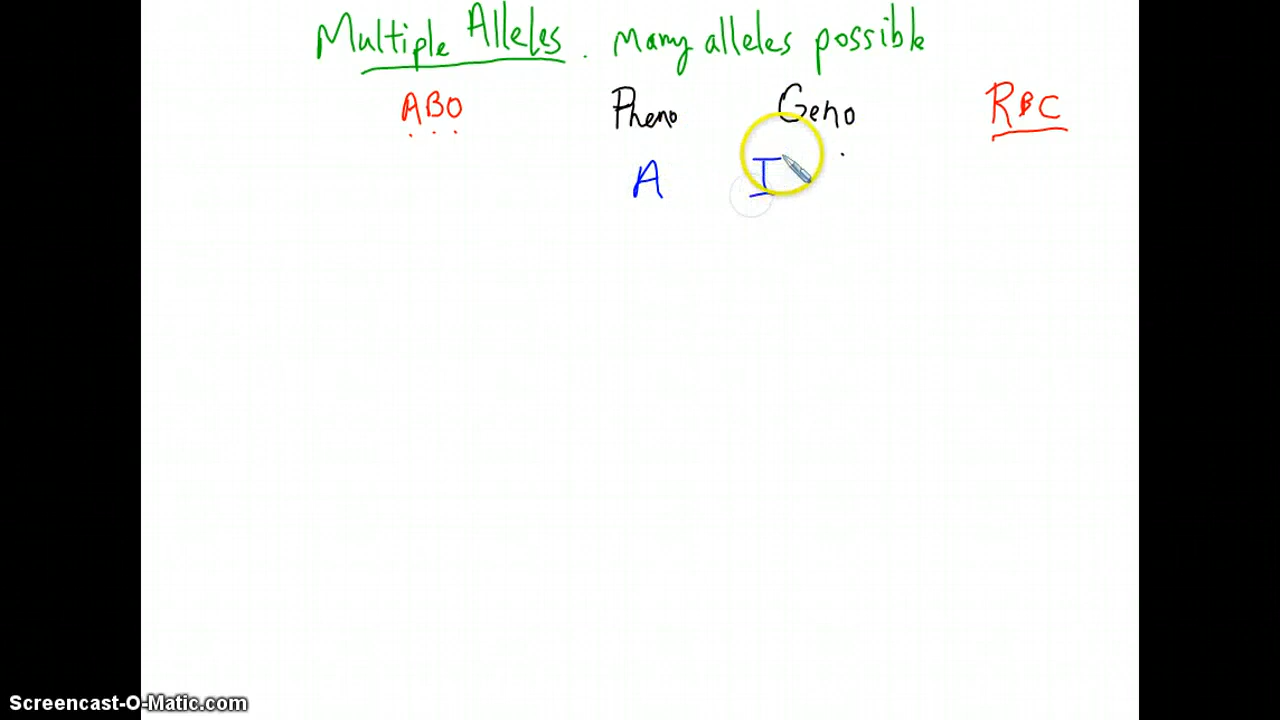 Multiple Alleles . Many alleles possible
ABO Pheno Geno RBC
A I
Screencast-O-Matic.com